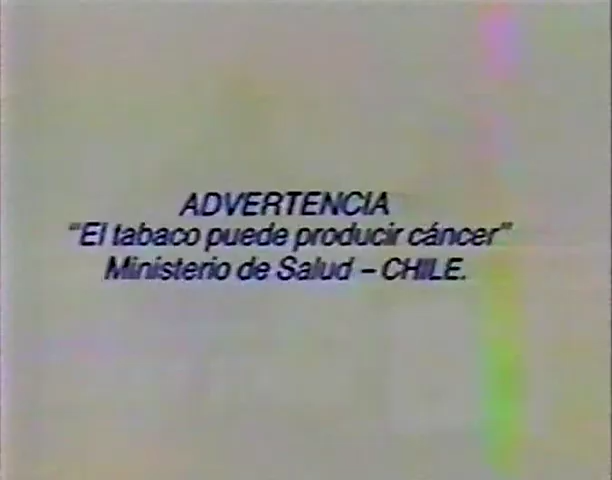 ADVERTENCIA
"El tabaco puede producir cáncer"
Ministerio de Salud – CHILE.